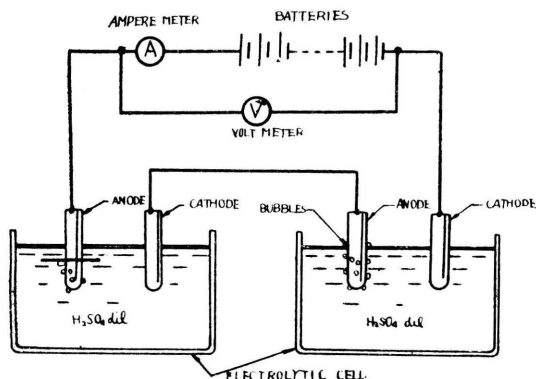 AMPERE METER
BATTERIES
A
V
VOLT METER
ANODE
CATHODE
BUBBLES
ANODE
CATHODE
H₂SO₄ dil
H₂SO₄ dil
ELECTROLYTIC CELL